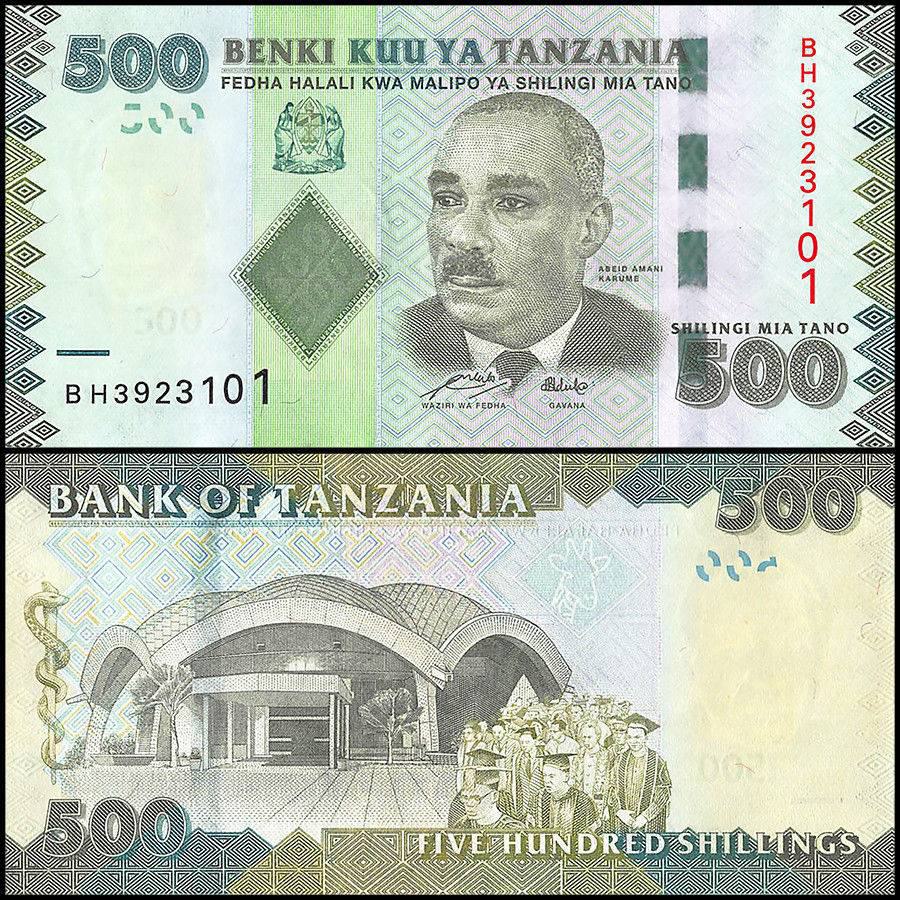 500
BENKI KUU YA TANZANIA
FEDHA HALALI KWA MALIPO YA SHILINGI MIA TANO
BH3923101
500
ABEID AMANI
KARUME
SHILINGI MIA TANO
500
BH3923101
WAZIRI WA FEDHA
GAVANA
BANK OF TANZANIA
500
500
FIVE HUNDRED SHILLINGS